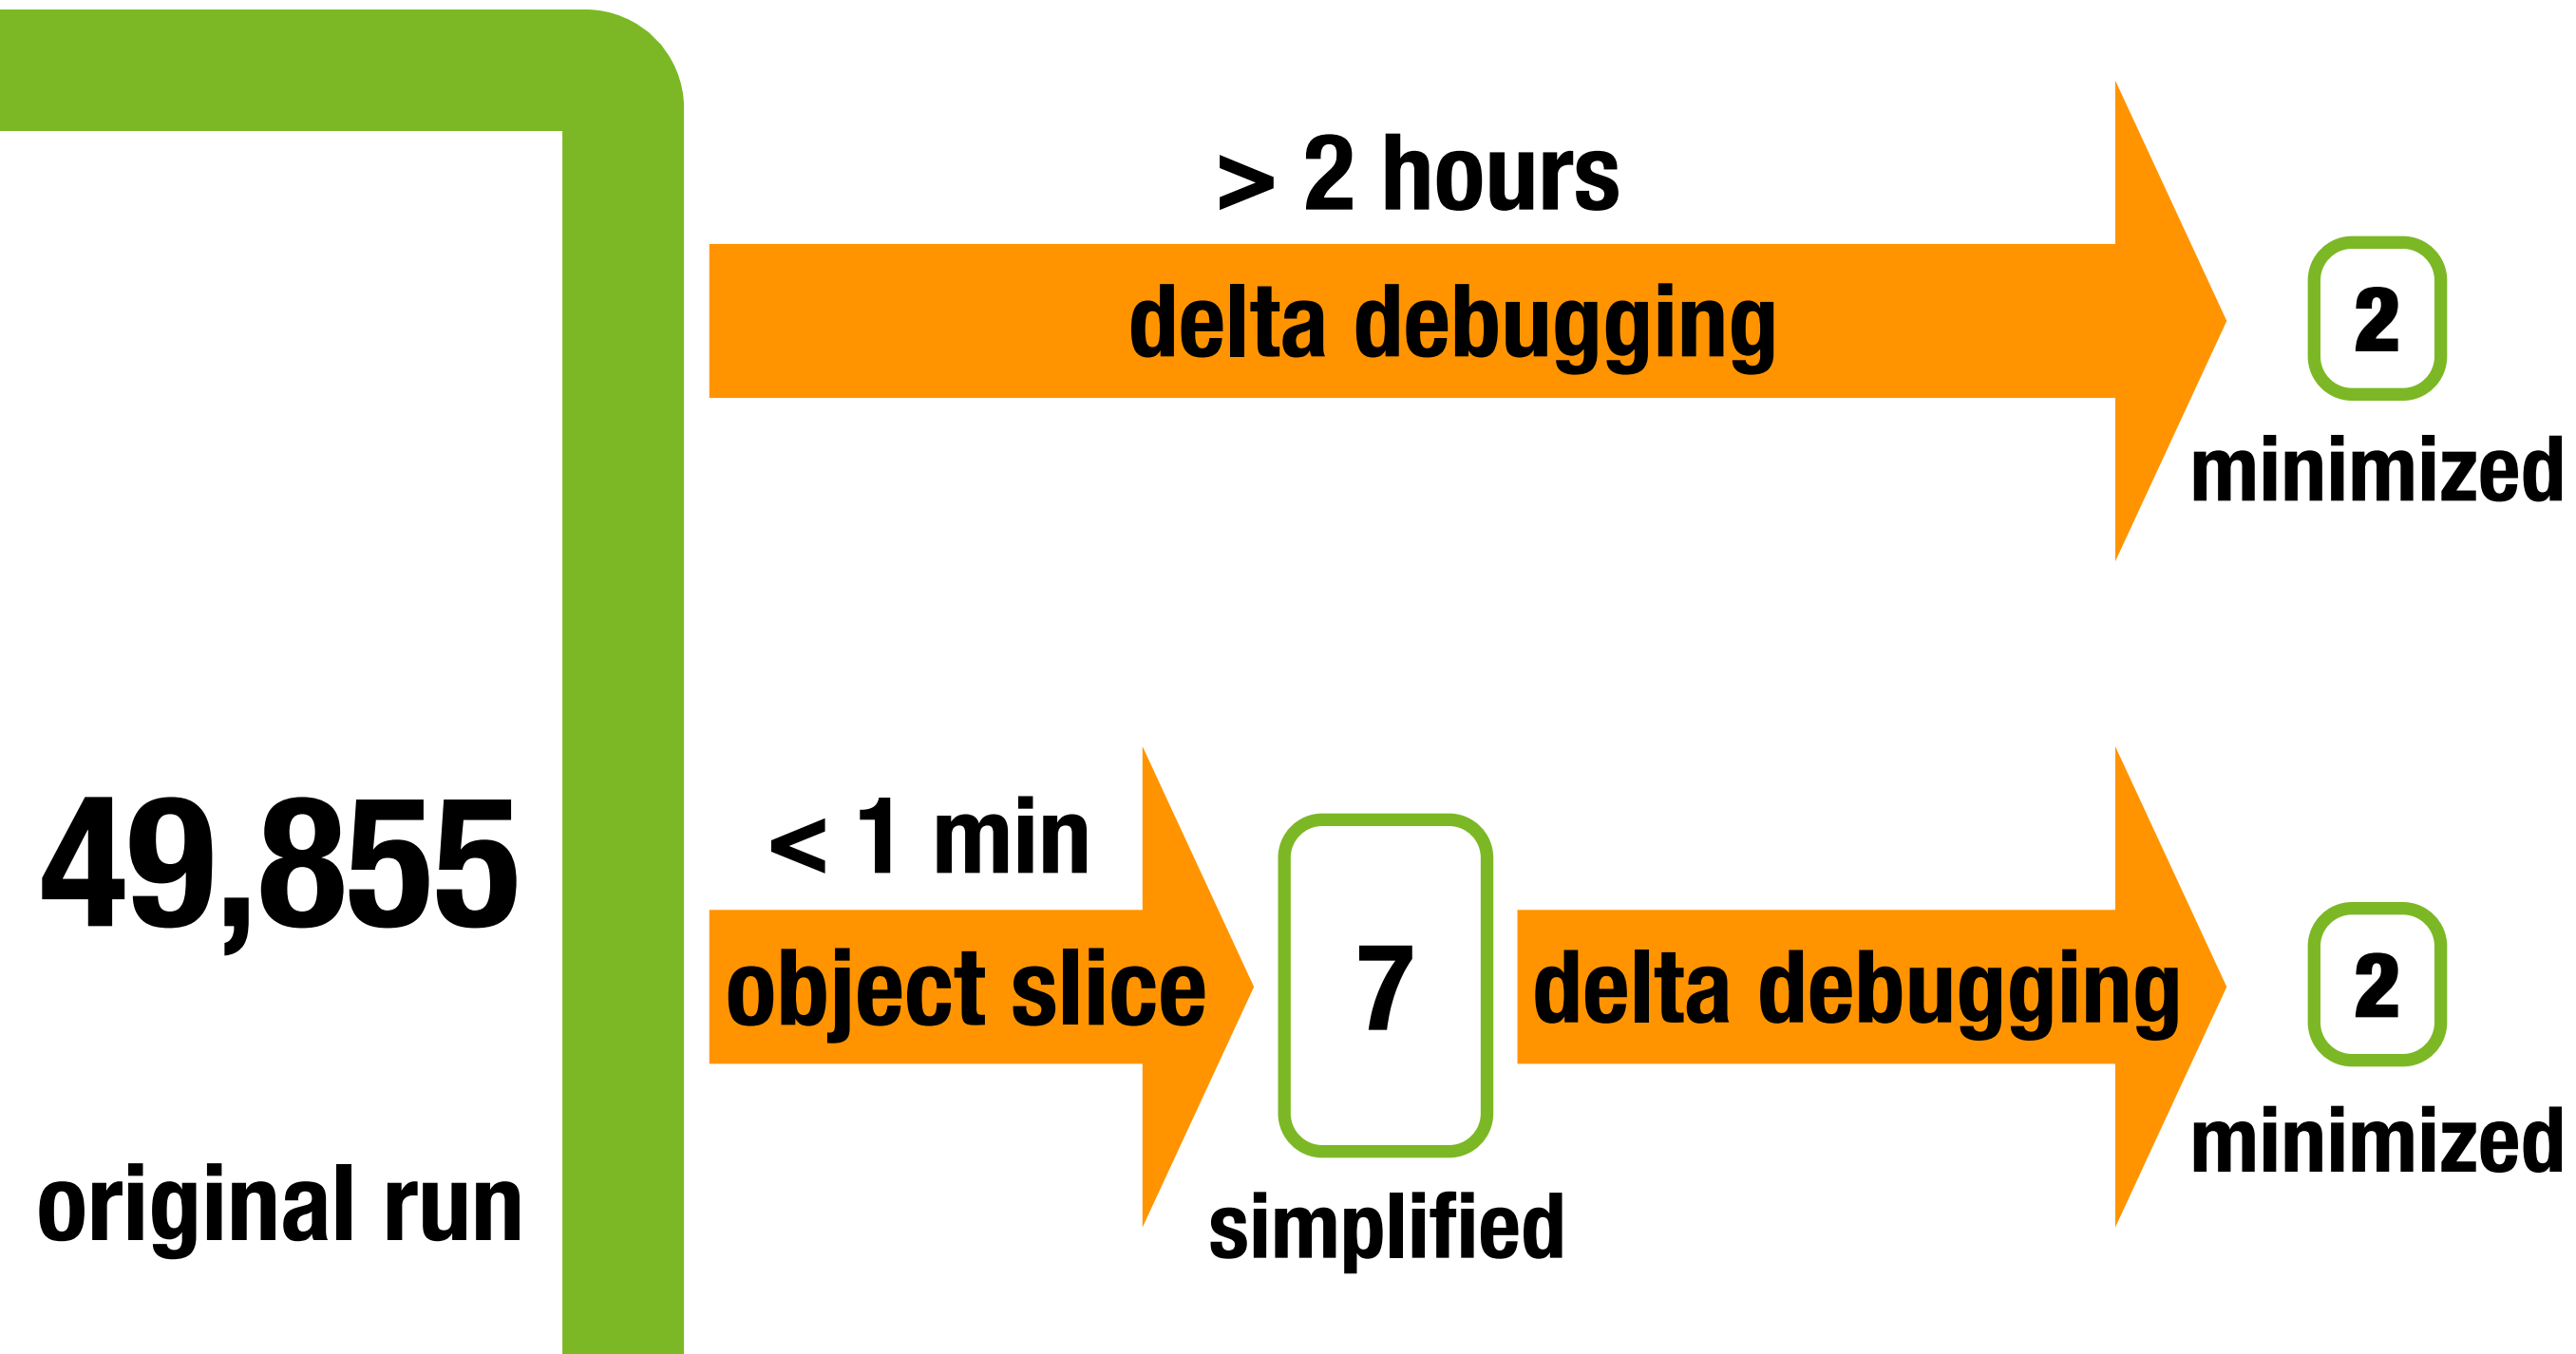 > 2 hours
delta debugging
2
minimized
49,855
original run
< 1 min
object slice
7
simplified
delta debugging
2
minimized